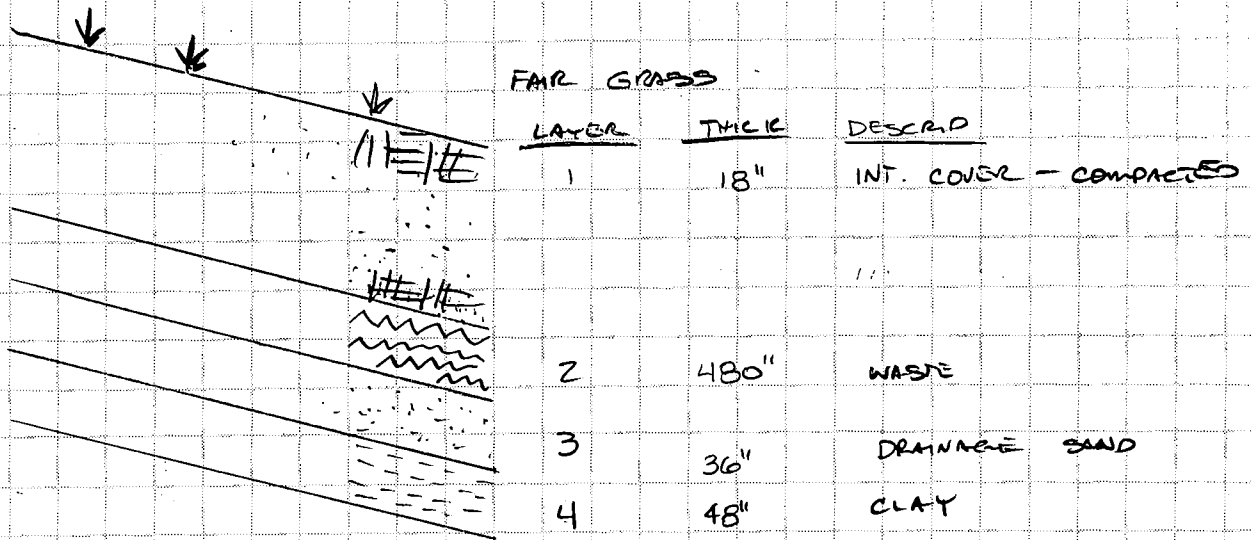 FAIR GRASS
LAYER THICK DESCRIP
1 18" INT. COVER - COMPACTED
2 480" WASTE
3 36" DRAINAGE SAND
4 48" CLAY